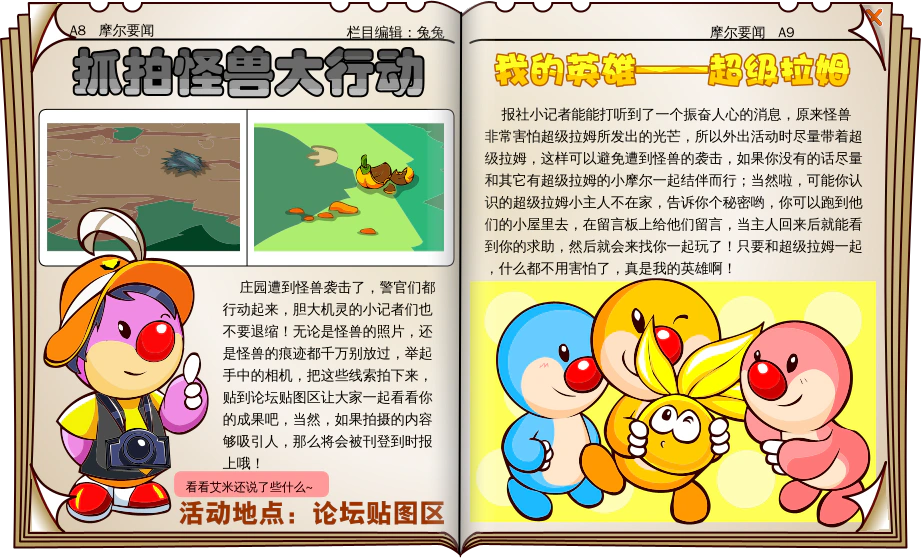 A8 摩尔要闻
栏目编辑：兔兔
抓拍怪兽大行动
庄园遭到怪兽袭击了，警官们都
行动起来，胆大机灵的小记者们也
不要退缩！无论是怪兽的照片，还
是怪兽的痕迹都千万别放过，举起
手中的相机，把这些线索拍下来，
贴到论坛贴图区让大家一起看看你
的成果吧，当然，如果拍摄的内容
够吸引人，那么将会被刊登到时报
上哦！
看看艾米还说了些什么~
活动地点：论坛贴图区
摩尔要闻 A9
我的英雄——超级拉姆
报社小记者能能打听到了一个振奋人心的消息，原来怪兽
非常害怕超级拉姆所发出的光芒，所以外出活动时尽量带着超
级拉姆，这样可以避免遭到怪兽的袭击，如果你没有的话尽量
和其它有超级拉姆的小摩尔一起结伴而行；当然啦，可能你认
识的超级拉姆小主人不在家，告诉你个秘密哟，你可以跑到他
们的小屋里去，在留言板上给他们留言，当主人回来后就能看
到你的求助，然后就会来找你一起玩了！只要和超级拉姆一起
，什么都不用害怕了，真是我的英雄啊！